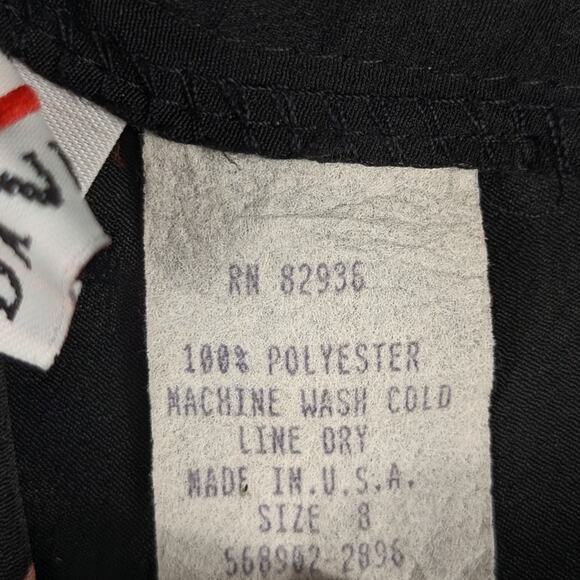 RN 82936
100% POLYESTER
MACHINE WASH COLD
LINE DRY
MADE IN.U.S.A.
SIZE 8
568902-2896